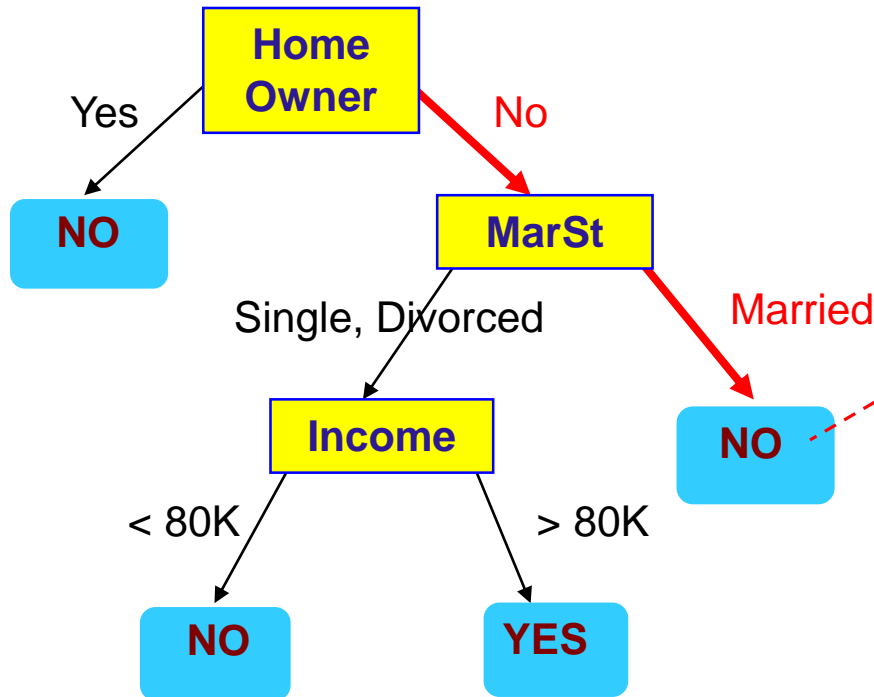 Home
Owner
Yes
No
NO
MarSt
Single, Divorced
Married
Income
NO
< 80K
> 80K
NO
YES